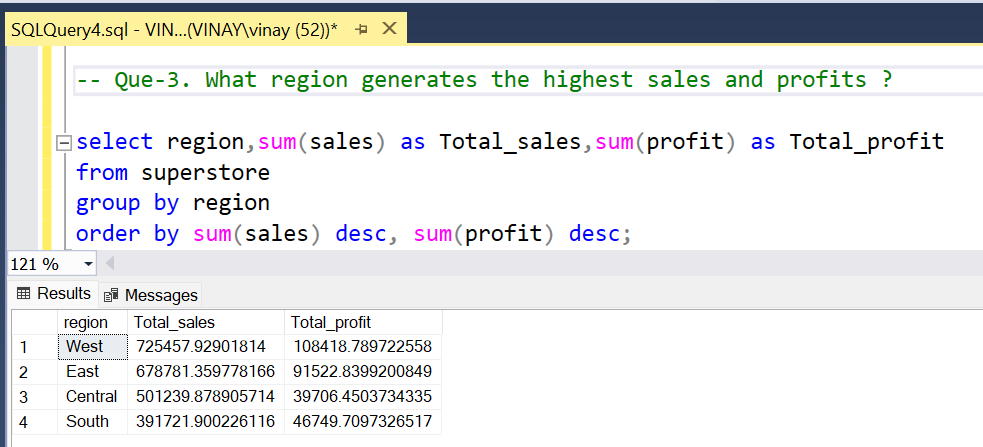 SQLQuery4.sql - VIN...(VINAY\vinay (52))*
-- Que-3. What region generates the highest sales and profits ?
select region,sum(sales) as Total_sales,sum(profit) as Total_profit
from superstore
group by region
order by sum(sales) desc, sum(profit) desc;
121 %
Results Messages
region Total_sales Total_profit
1 West 725457.92901814 108418.789722558
2 East 678781.359778166 91522.8399200849
3 Central 501239.878905714 39706.4503734335
4 South 391721.900226116 46749.7097326517